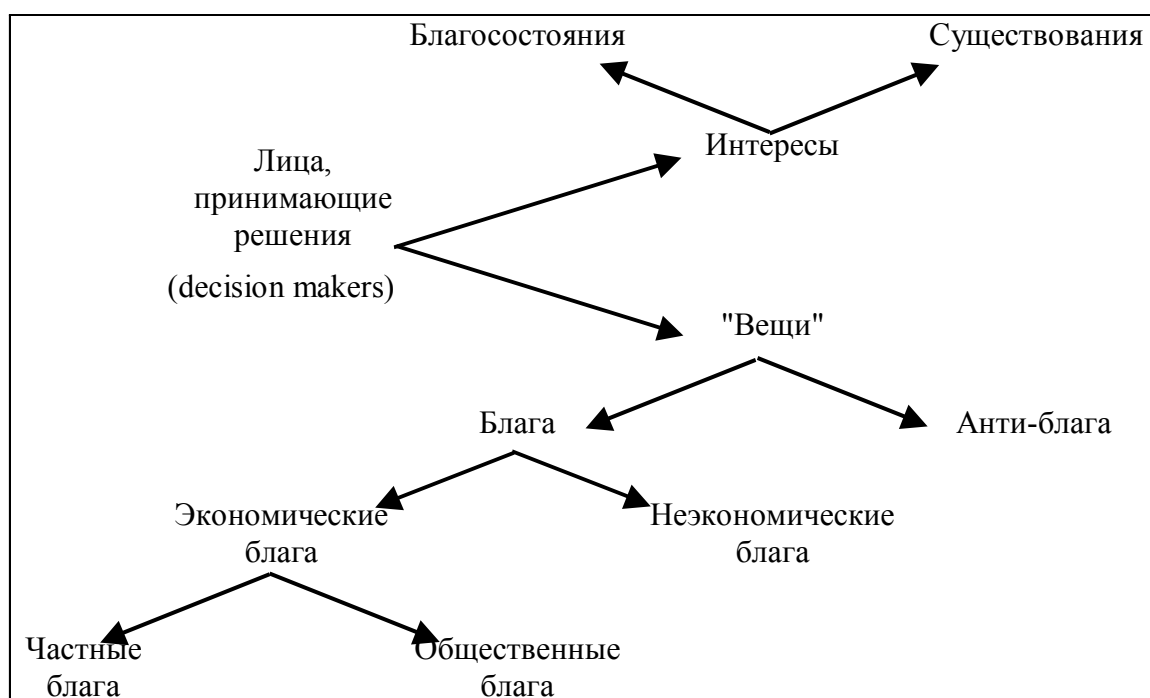 Благосостояния
Существования
Интересы
Лица,
принимающие
решения
(decision makers)
"Вещи"
Блага
Анти-блага
Экономические
блага
Неэкономические
блага
Частные
блага
Общественные
блага